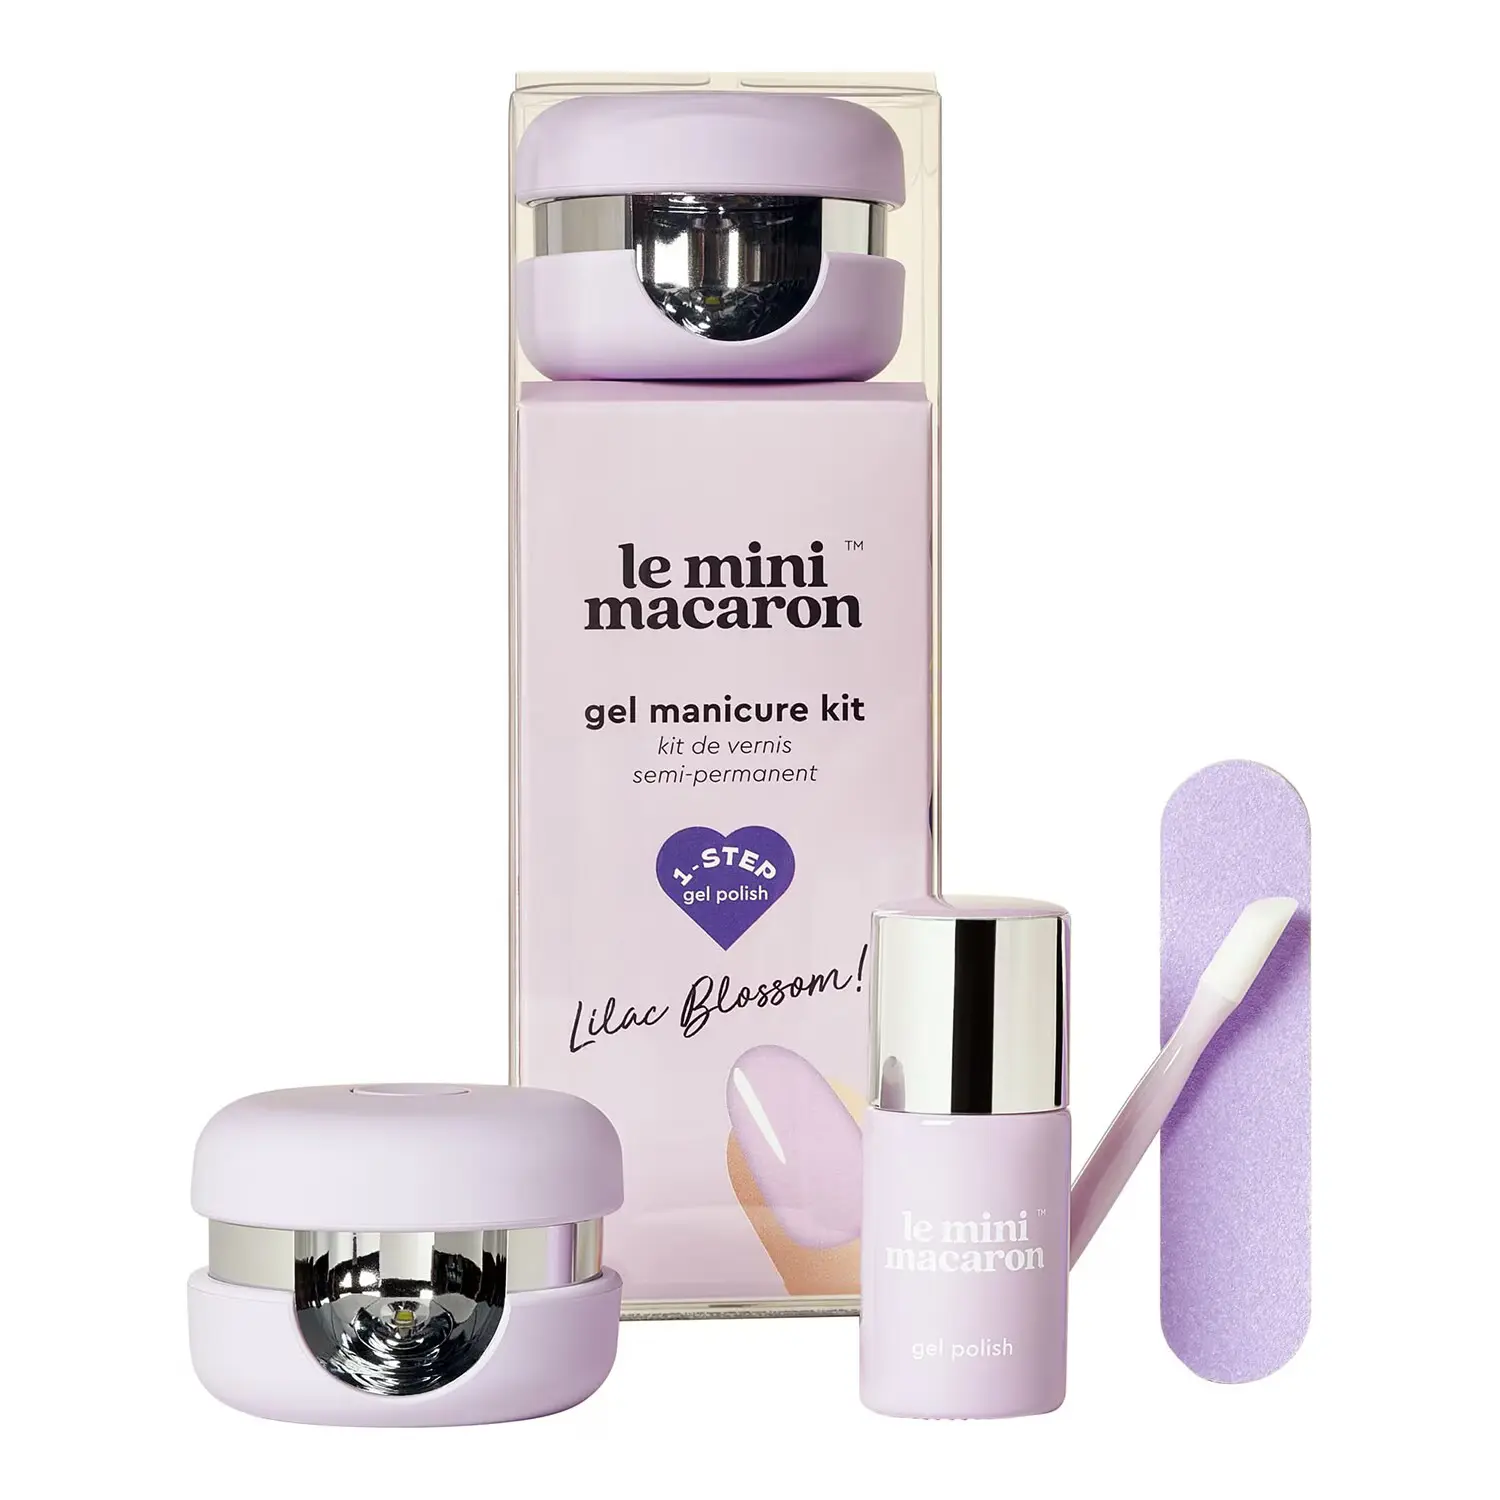 le mini ™
macaron
gel manicure kit
kit de vernis
semi-permanent
1-STEP
gel polish
Lilac Blossom!
le mini ™
macaron
gel polish